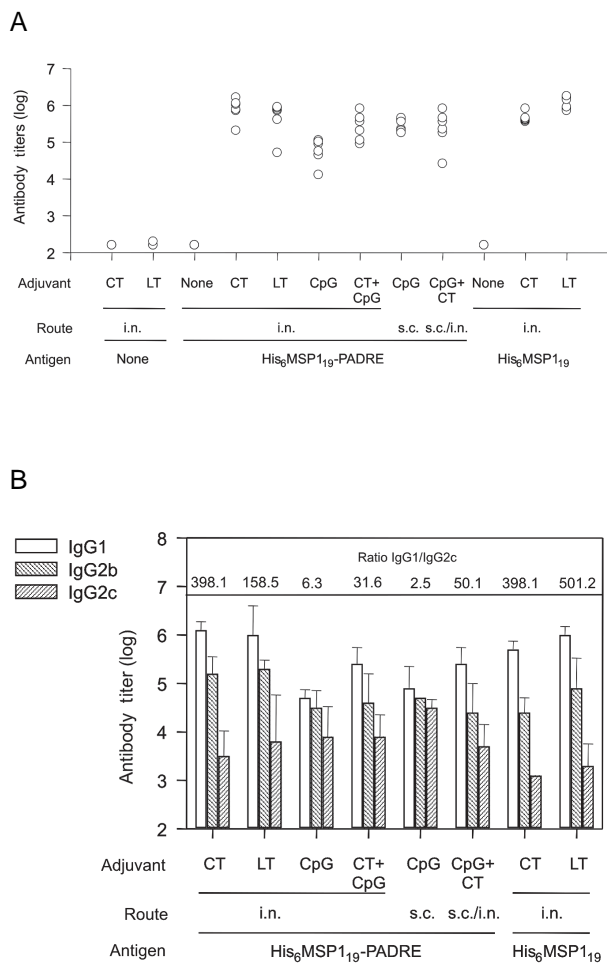 A
7
6
5
4
3
2
Antibody titers (log)
Adjuvant CT LT None CT LT CpG CT+ CpG CpG CpG+ CT None CT LT
Route i.n. i.n. s.c. s.c./i.n. i.n.
Antigen None His6MSP119-PADRE His6MSP119
B
IgG1
IgG2b
IgG2c
8
7
6
5
4
3
2
Antibody titer (log)
Ratio IgG1/IgG2c
398.1 158.5 6.3 31.6 2.5 50.1 398.1 501.2
Adjuvant CT LT CpG CT+ CpG CpG CpG+ CT CT LT
Route i.n. s.c. s.c./i.n. i.n.
Antigen His6MSP119-PADRE His6MSP119